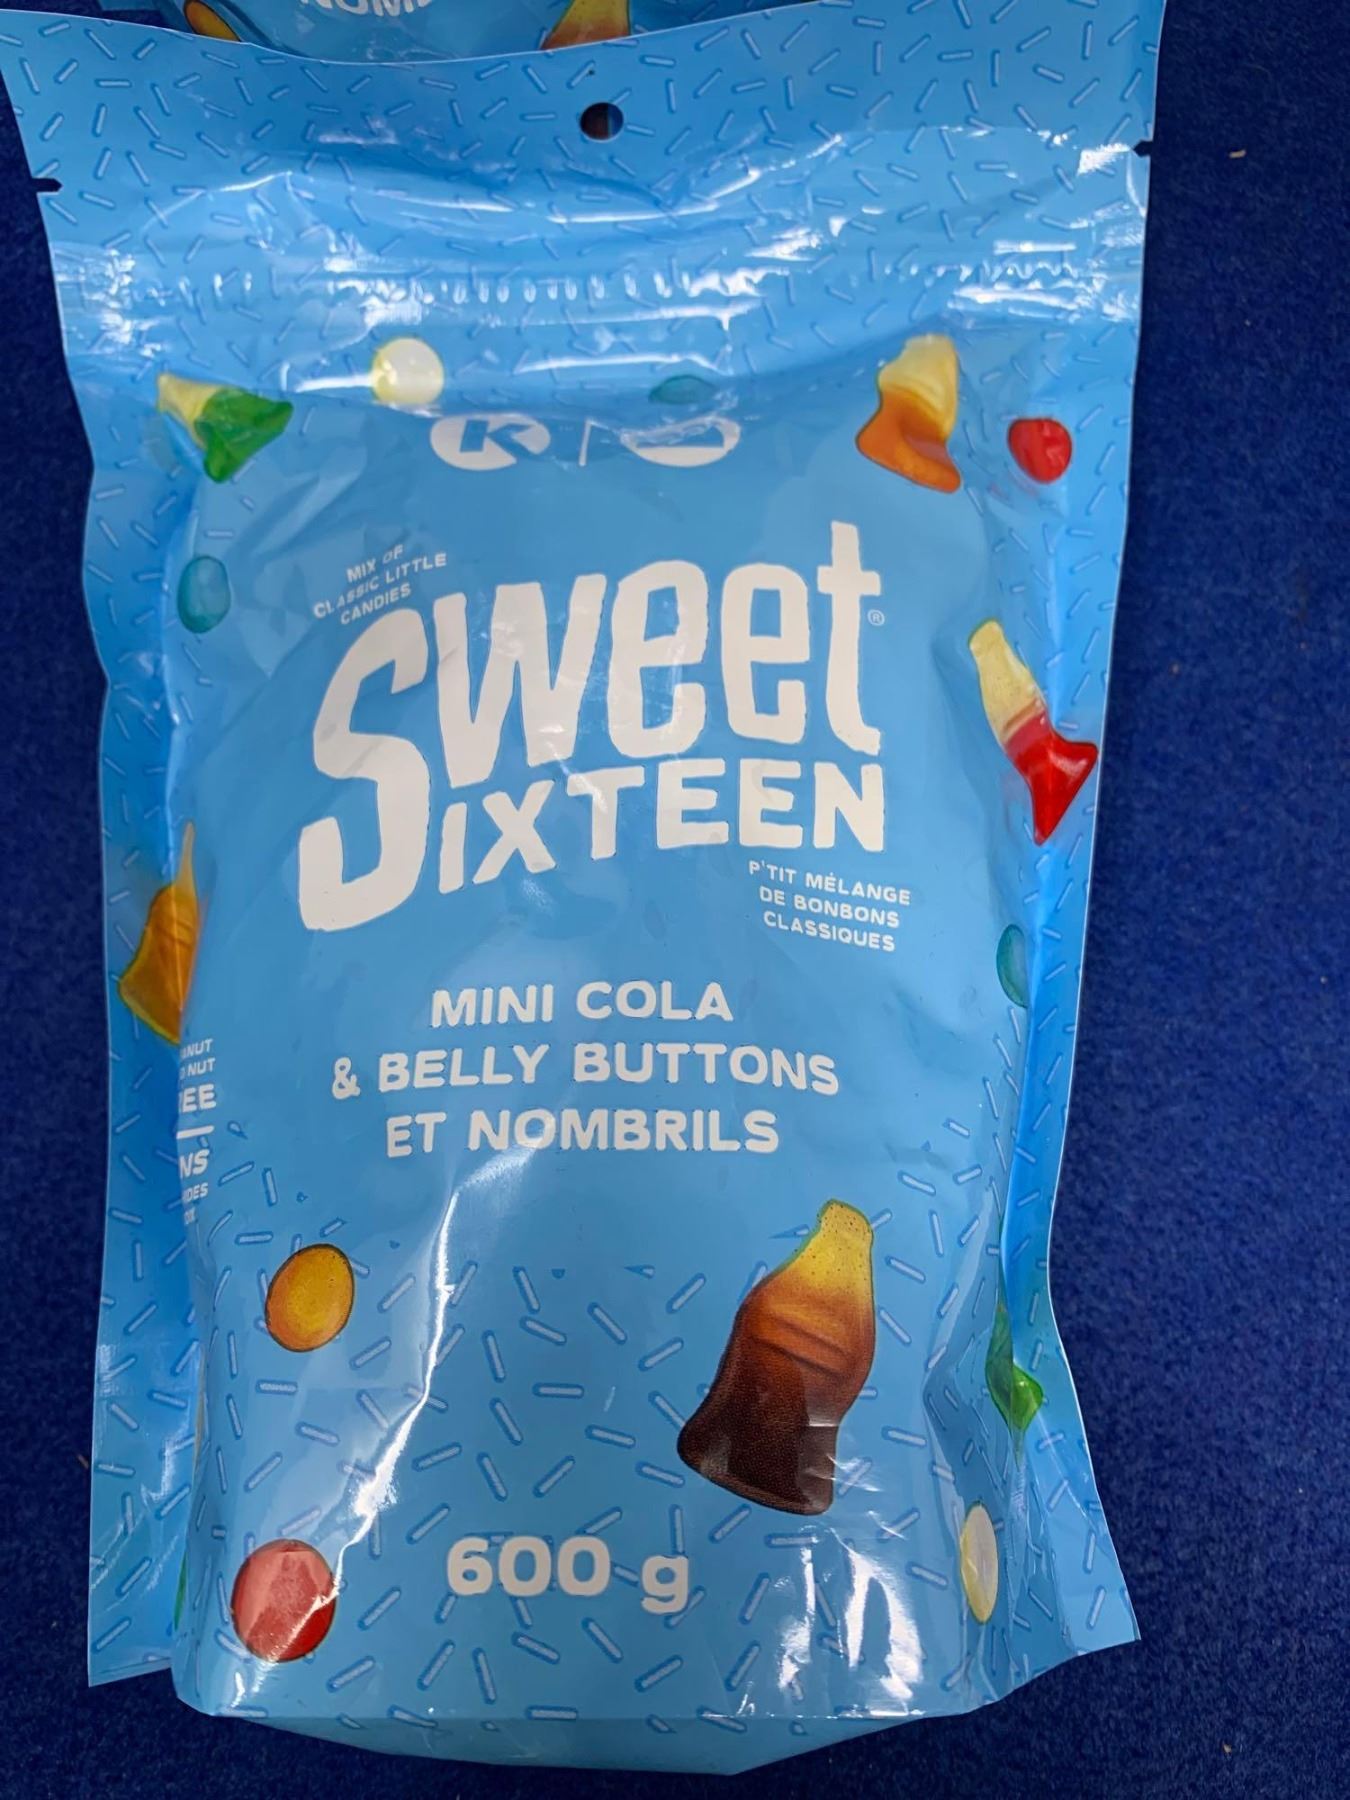 K
MIX OF
CLASSIC LITTLE
CANDIES
Sweet®
SIXTEEN
P'TIT MÉLANGE
DE BONBONS
CLASSIQUES
MINI COLA
& BELLY BUTTONS
ET NOMBRILS
NUT
600 g